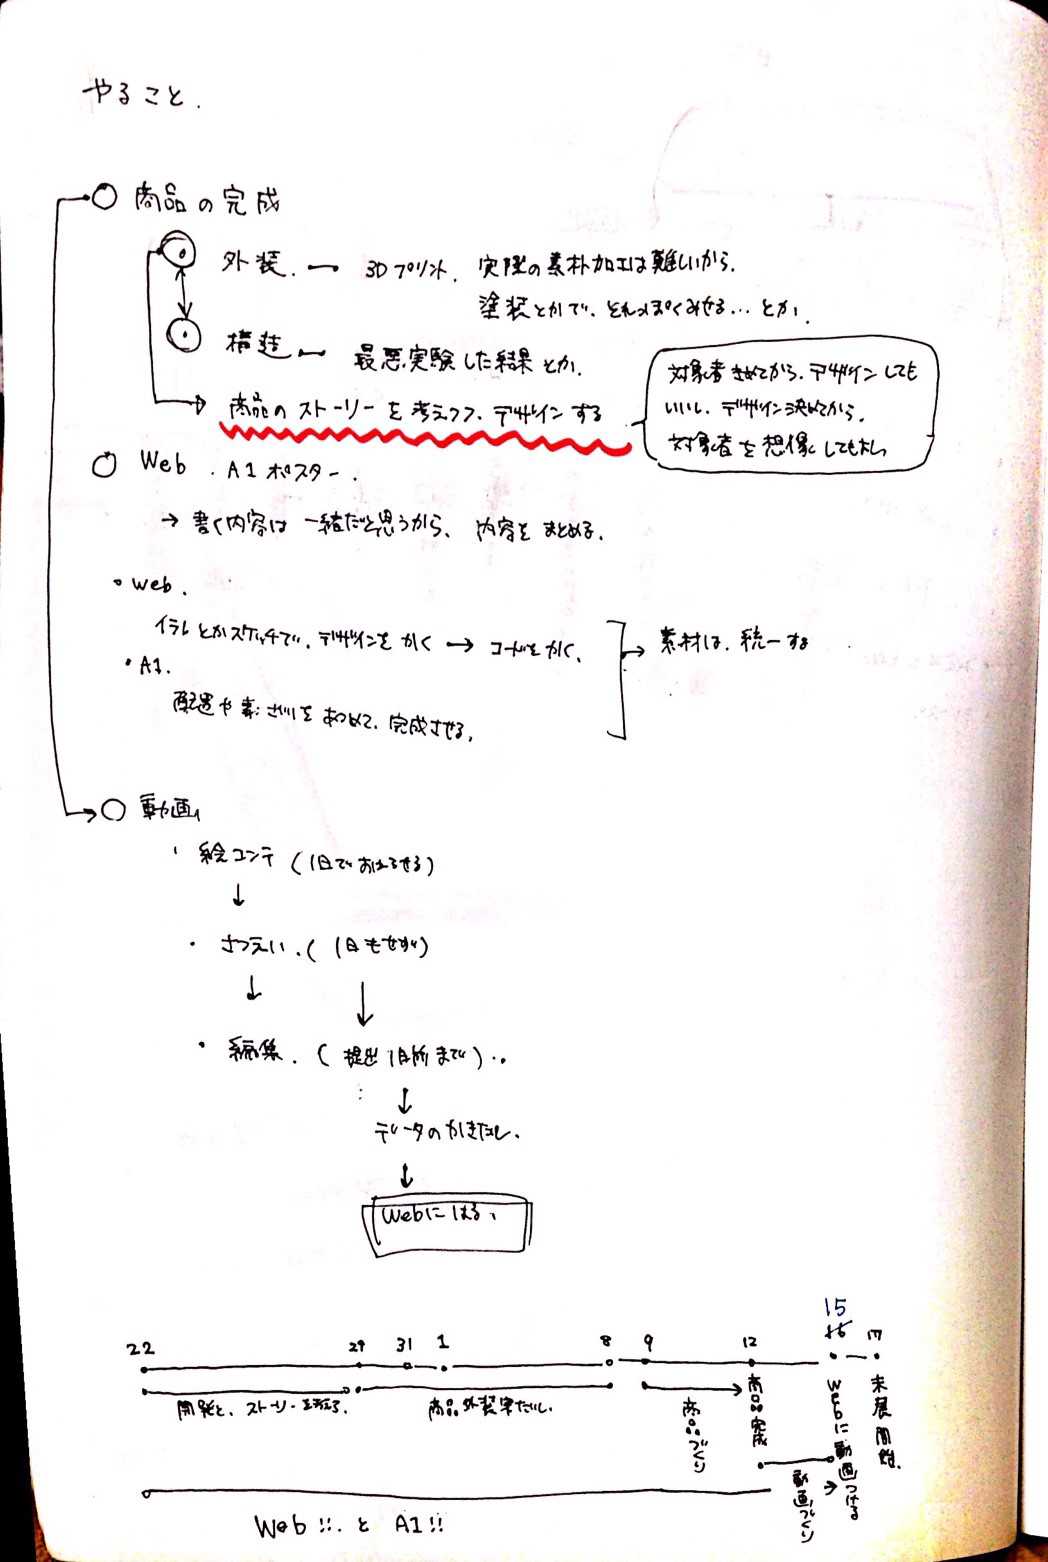 やること.
商品の完成
外装. ー 3Dプリント. 実際の素朴加工は難しいから.
塗装とかで、それっぽくみせる... とか.
構造 ー 最悪実験した結果とか.
商品のストーリーを考えつつ、デザインする
対象者きめてから、デザインしても
いいし、デザイン決めてから、
対象者を想像してもよし
Web . A1 ポスター.
→ 書く内容は一緒だと思うから、内容をまとめる.
・web.
イラレとかスケッチで、デザインをかく → コードをかく、
→ 素材は、統一する
・A1.
配置や素ざいをあつめて、完成させる.
動画
・絵コンテ (1日でおわらせる)
↓
・さつえい. (1日もせず)
↓ ↓
・編集. (提出1日前まで) ..
↓
データのかきだし.
↓
Webにはる.
15
22 29 31 1 8 9 12 16 17
開発と、ストーリーを考える.
商品外装案だし.
商品づくり
商品完成
Webに動画つける
未展開始.
動画づくり
Web!!. と A1!!